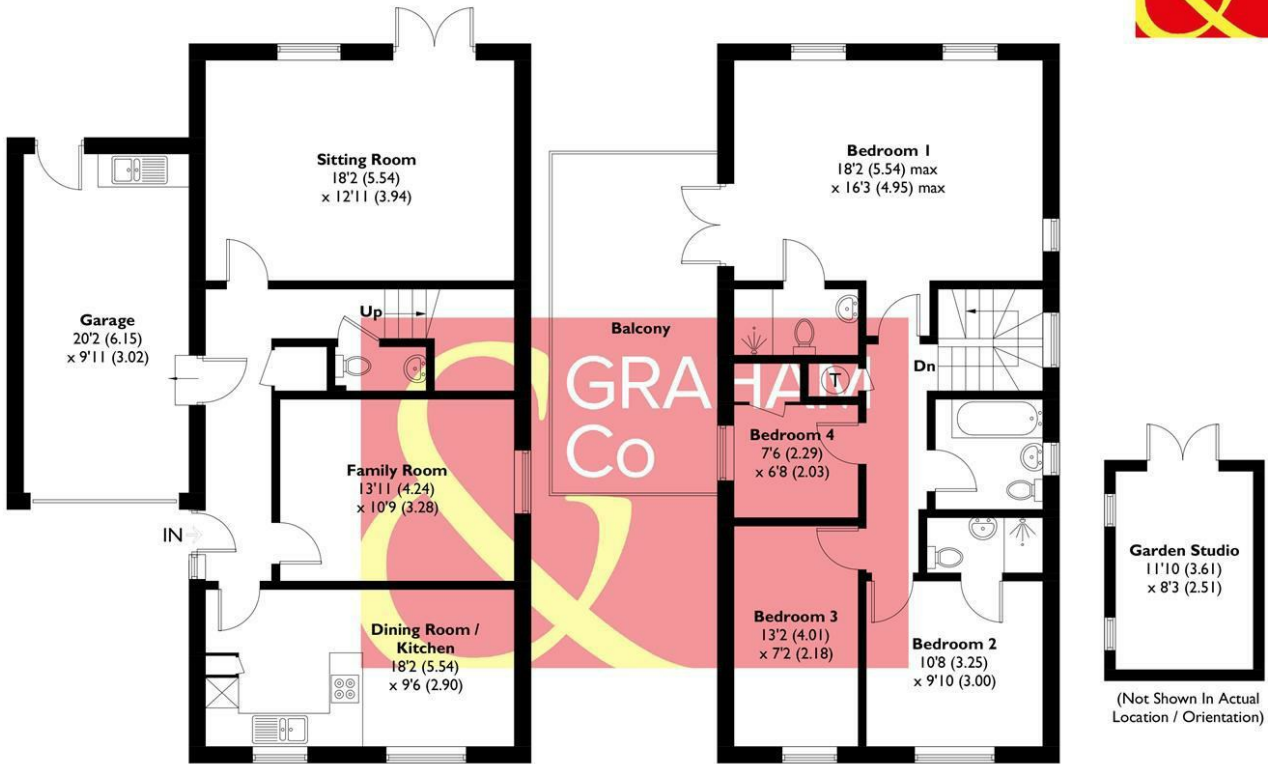 Sitting Room
18'2 (5.54)
x 12'11 (3.94)
Garage
20'2 (6.15)
x 9'11 (3.02)
Up
Family Room
13'11 (4.24)
x 10'9 (3.28)
IN
Dining Room /
Kitchen
18'2 (5.54)
x 9'6 (2.90)
Bedroom 1
18'2 (5.54) max
x 16'3 (4.95) max
Balcony
GRAHAM
Co
&
T
Dn
Bedroom 4
7'6 (2.29)
x 6'8 (2.03)
Bedroom 3
13'2 (4.01)
x 7'2 (2.18)
Bedroom 2
10'8 (3.25)
x 9'10 (3.00)
Garden Studio
11'10 (3.61)
x 8'3 (2.51)
(Not Shown In Actual
Location / Orientation)